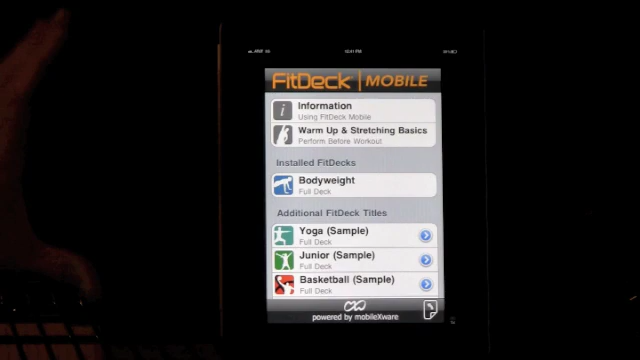 AT&T
FitDeck | MOBILE
Information
Using FitDeck Mobile
Warm Up & Stretching Basics
Perform Before Workout
Installed FitDecks
Bodyweight
Full Deck
Additional FitDeck Titles
Yoga (Sample)
Full Deck
Junior (Sample)
Full Deck
Basketball (Sample)
Full Deck
powered by mobileXware